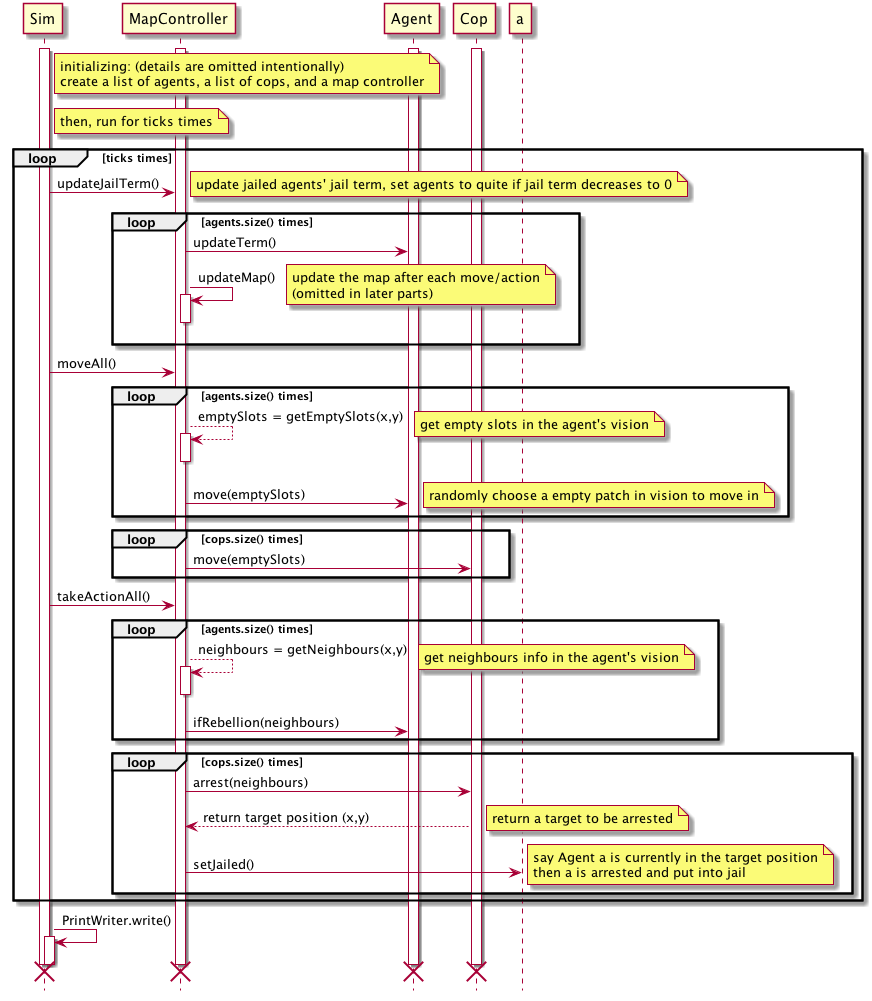 Sim MapController Agent Cop a
initializing: (details are omitted intentionally)
create a list of agents, a list of cops, and a map controller
then, run for ticks times
loop [ticks times]
updateJailTerm()
update jailed agents' jail term, set agents to quite if jail term decreases to 0
loop [agents.size() times]
updateTerm()
updateMap()
update the map after each move/action
(omitted in later parts)
moveAll()
loop [agents.size() times]
emptySlots = getEmptySlots(x,y)
get empty slots in the agent's vision
move(emptySlots)
randomly choose a empty patch in vision to move in
loop [cops.size() times]
move(emptySlots)
takeActionAll()
loop [agents.size() times]
neighbours = getNeighbours(x,y)
get neighbours info in the agent's vision
ifRebellion(neighbours)
loop [cops.size() times]
arrest(neighbours)
return target position (x,y)
return a target to be arrested
setJailed()
say Agent a is currently in the target position
then a is arrested and put into jail
PrintWriter.write()